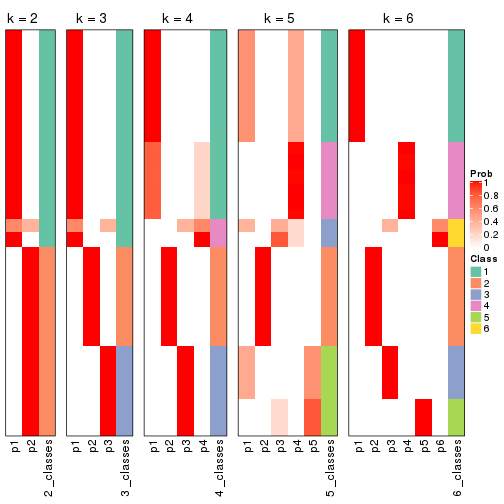 k = 2
k = 3
k = 4
k = 5
k = 6
p1
p2
2_classes
p1
p2
p3
3_classes
p1
p2
p3
p4
4_classes
p1
p2
p3
p4
p5
5_classes
p1
p2
p3
p4
p5
p6
6_classes
Prob
1
0.8
0.6
0.4
0.2
0
Class
1
2
3
4
5
6